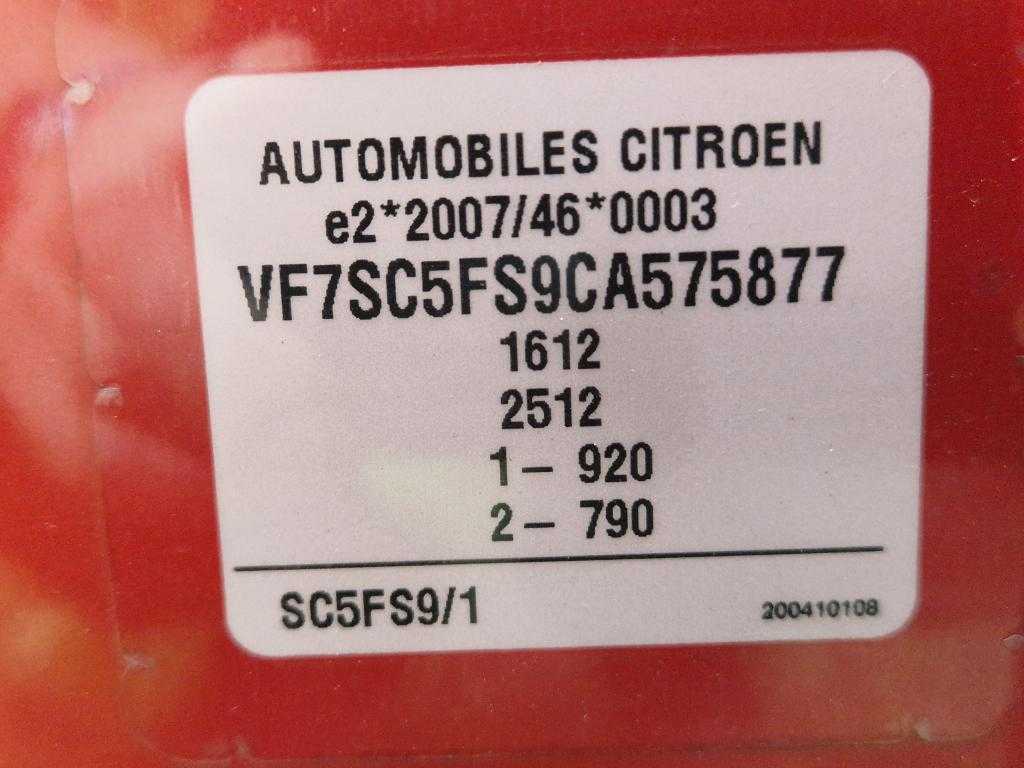 AUTOMOBILES CITROEN
e2*2007/46*0003
VF7SC5FS9CA575877
1612
2512
1– 920
2– 790
SC5FS9/1
200410108